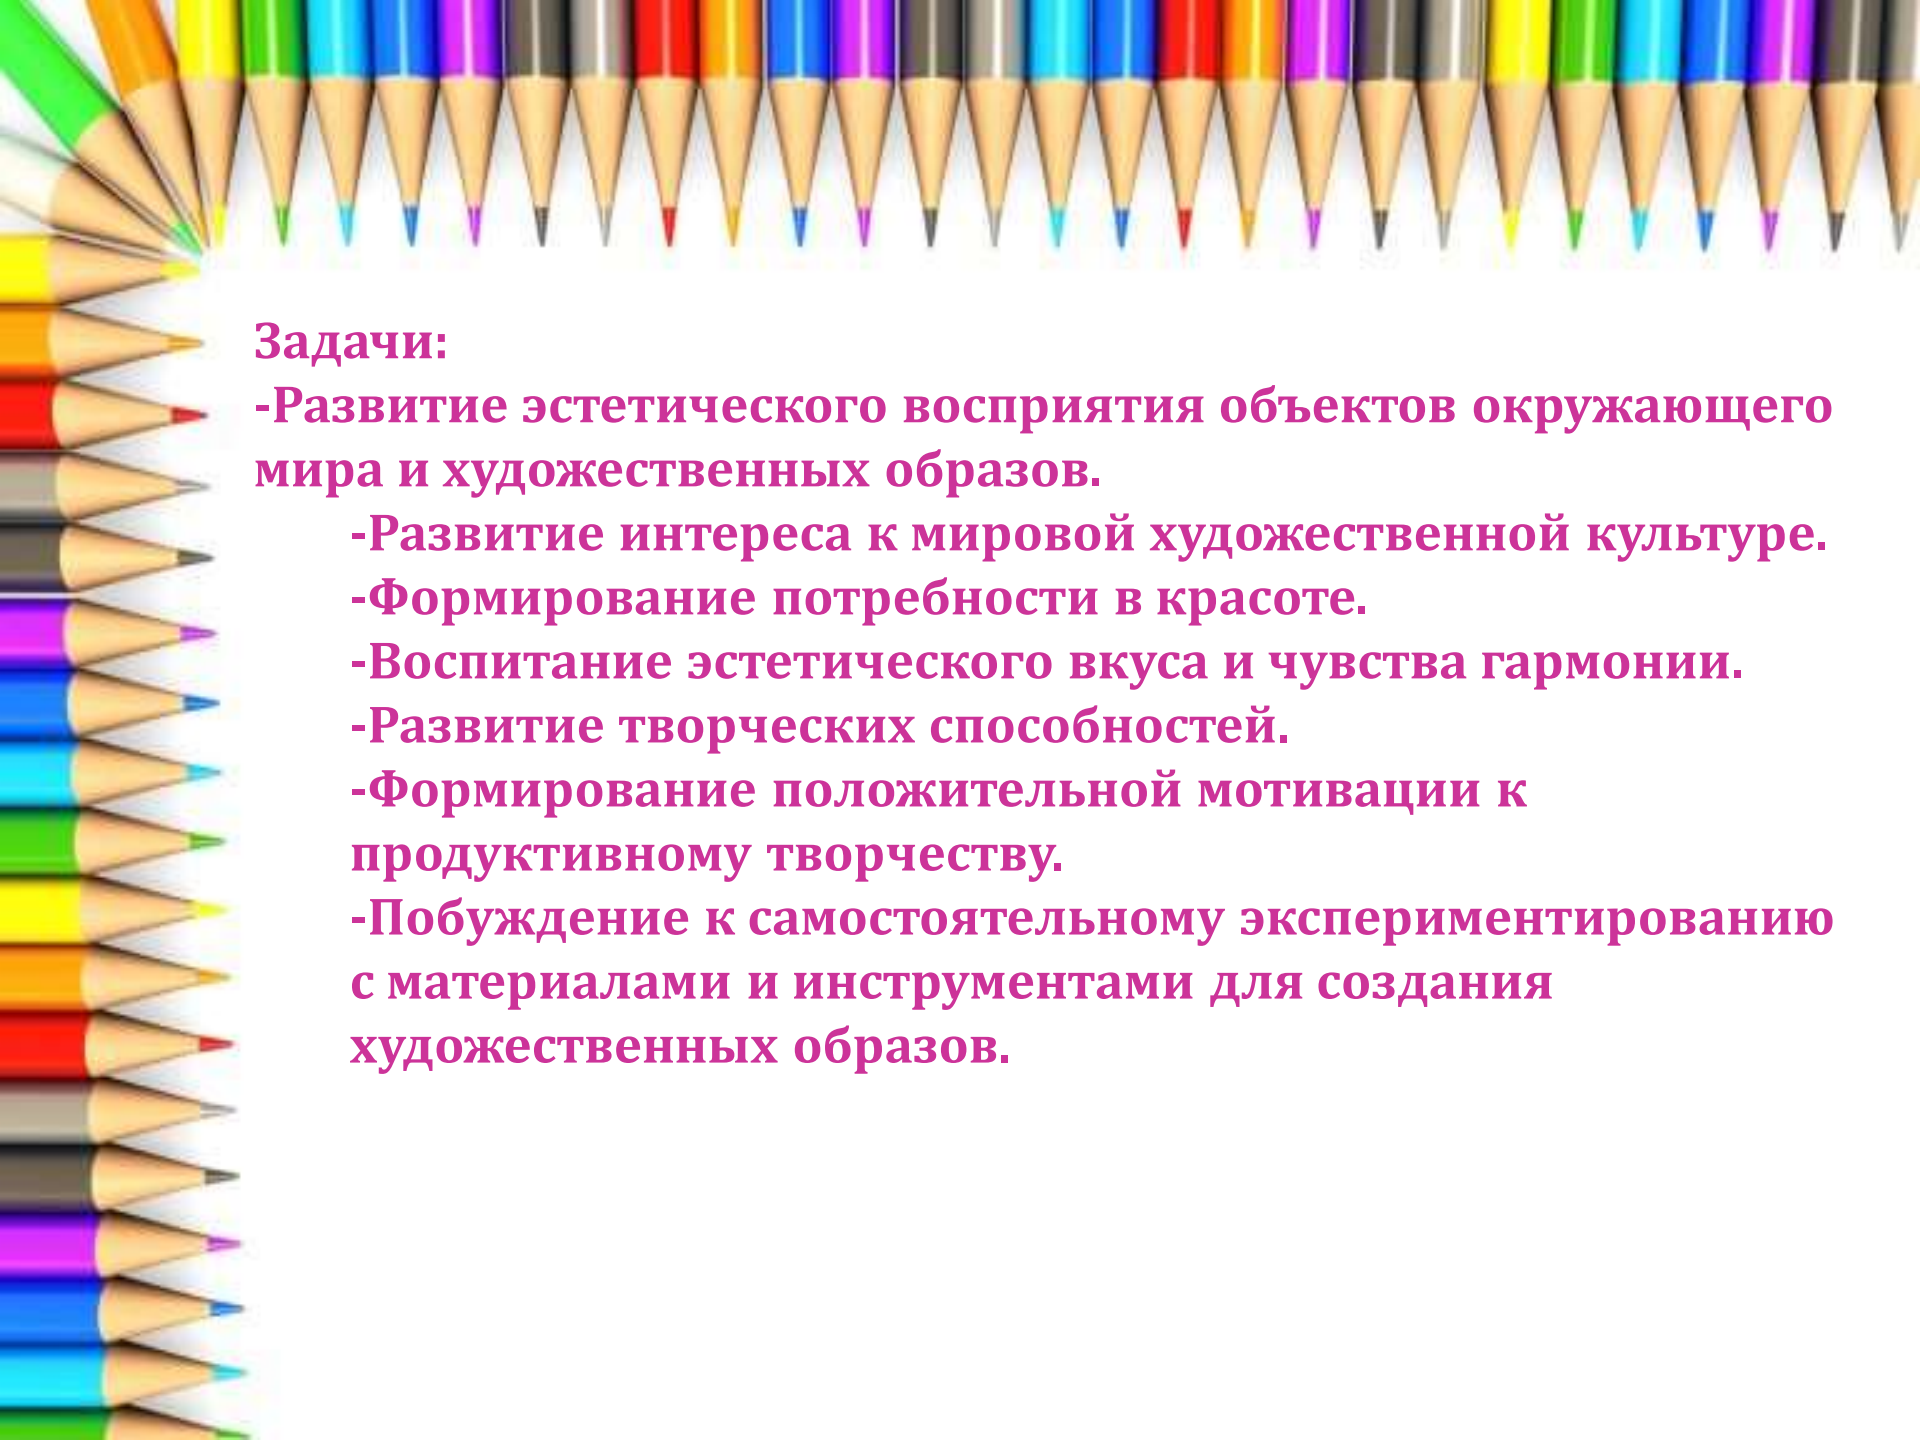 Задачи:
-Развитие эстетического восприятия объектов окружающего
мира и художественных образов.
-Развитие интереса к мировой художественной культуре.
-Формирование потребности в красоте.
-Воспитание эстетического вкуса и чувства гармонии.
-Развитие творческих способностей.
-Формирование положительной мотивации к
продуктивному творчеству.
-Побуждение к самостоятельному экспериментированию
с материалами и инструментами для создания
художественных образов.